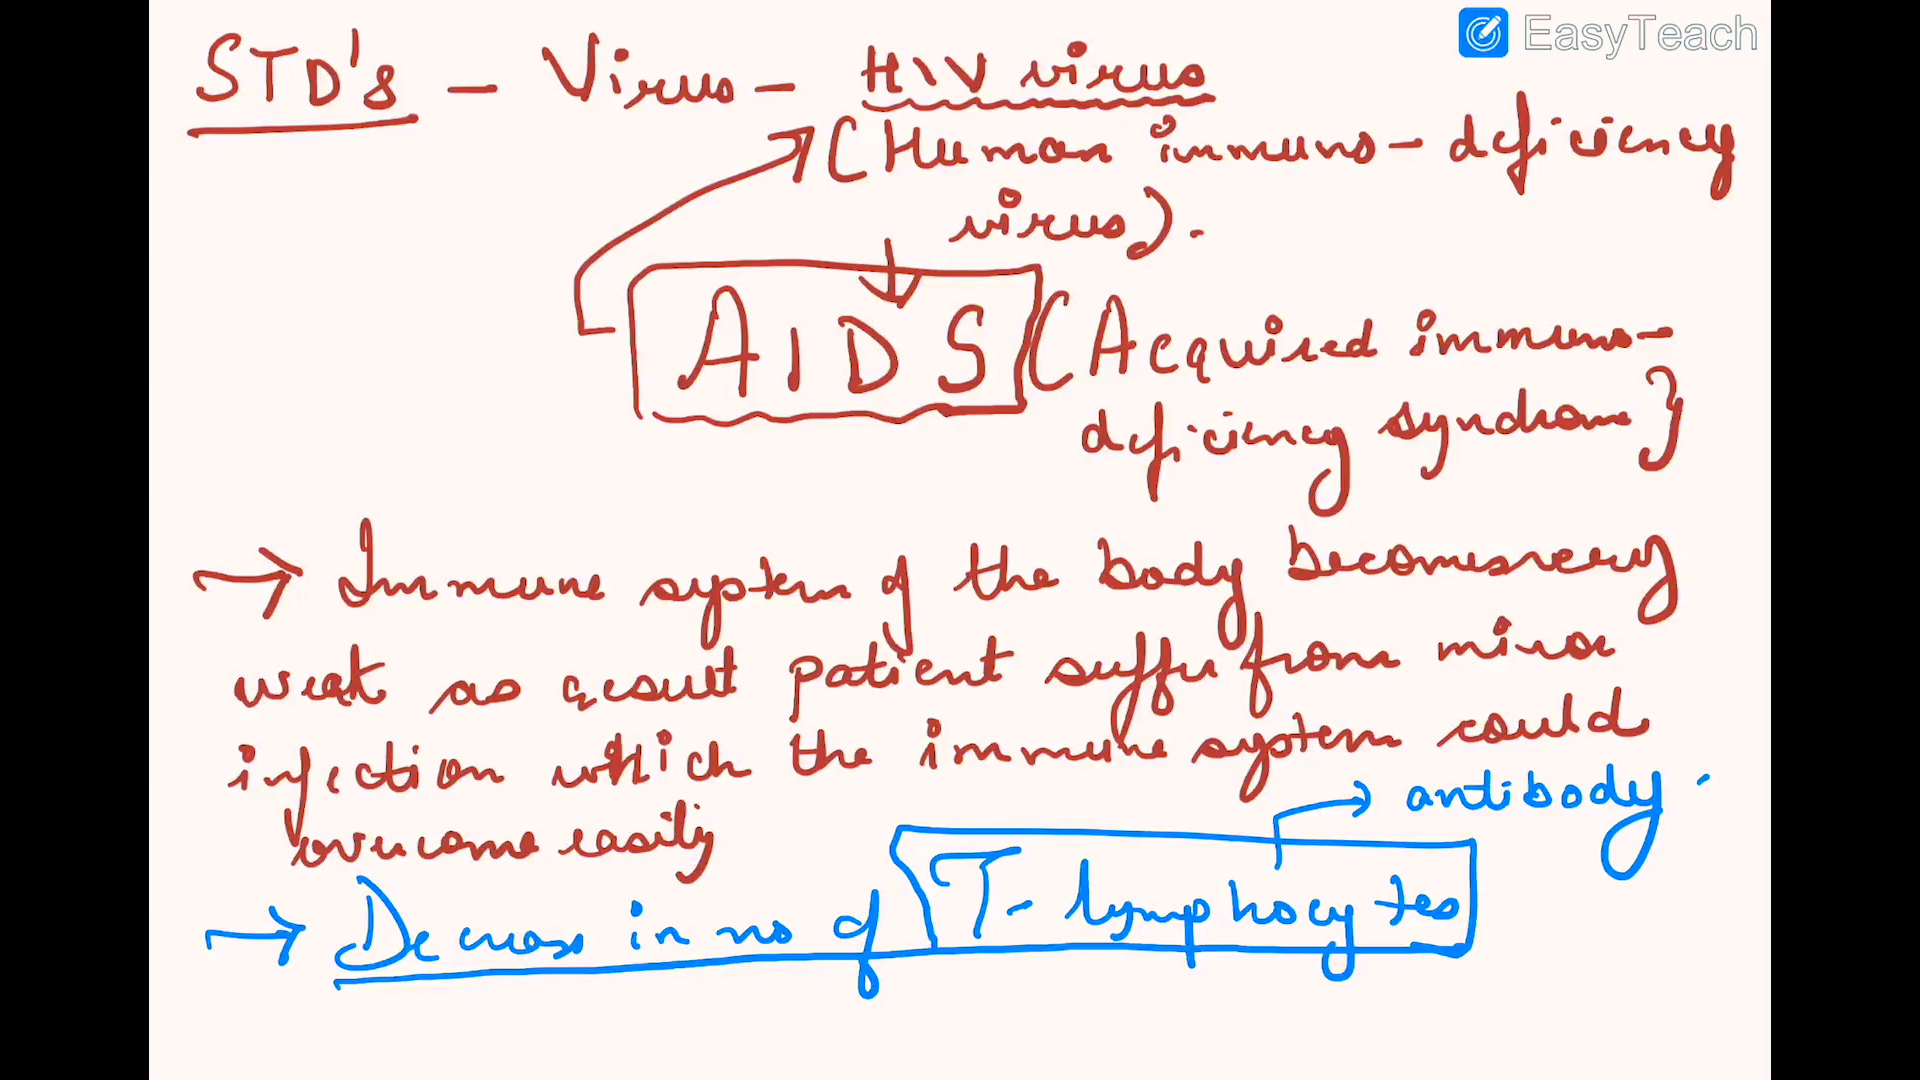 EasyTeach
STD's - Virus - HIV virus
(Human immuno-deficiency
virus).
AIDS (Acquired immuno-
deficiency syndrome}
→ Immune system of the body becomes very
weak as result patient suffer from minor
infection which the immune system could
overcome easily
→ antibody.
→ Decrease in no of T-lymphocytes